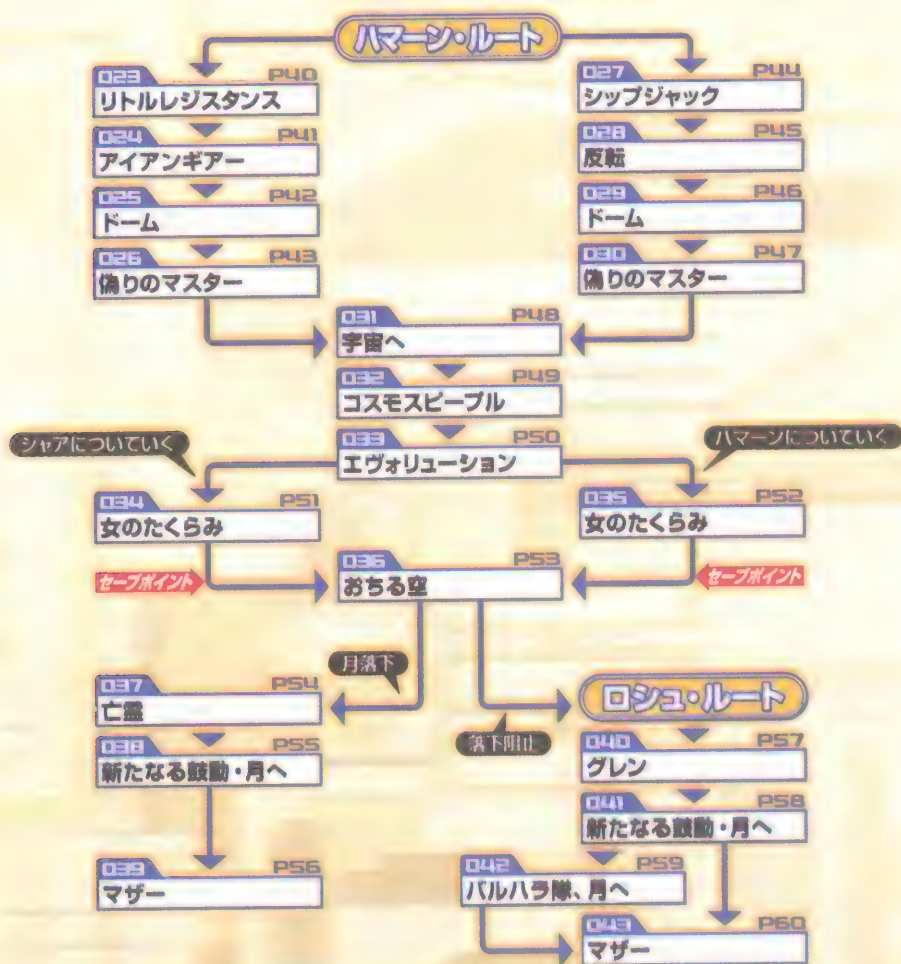 ハマーン・ルート
023 P40
リトルレジスタンス
024 P41
アイアンギアー
025 P42
ドーム
026 P43
偽りのマスター
027 P44
シップジャック
028 P45
反転
029 P46
ドーム
030 P47
偽りのマスター
031 P48
宇宙へ
032 P49
コスモスピープル
033 P50
エヴォリューション
シャアについていく
ハマーンについていく
034 P51
女のたくらみ
セーブポイント
035 P52
女のたくらみ
セーブポイント
036 P53
おちる空
月落下
落下阻止
037 P54
亡霊
038 P55
新たなる鼓動・月へ
039 P56
マザー
ロシュ・ルート
040 P57
グレン
041 P58
新たなる鼓動・月へ
042 P59
バルハラ隊、月へ
043 P60
マザー